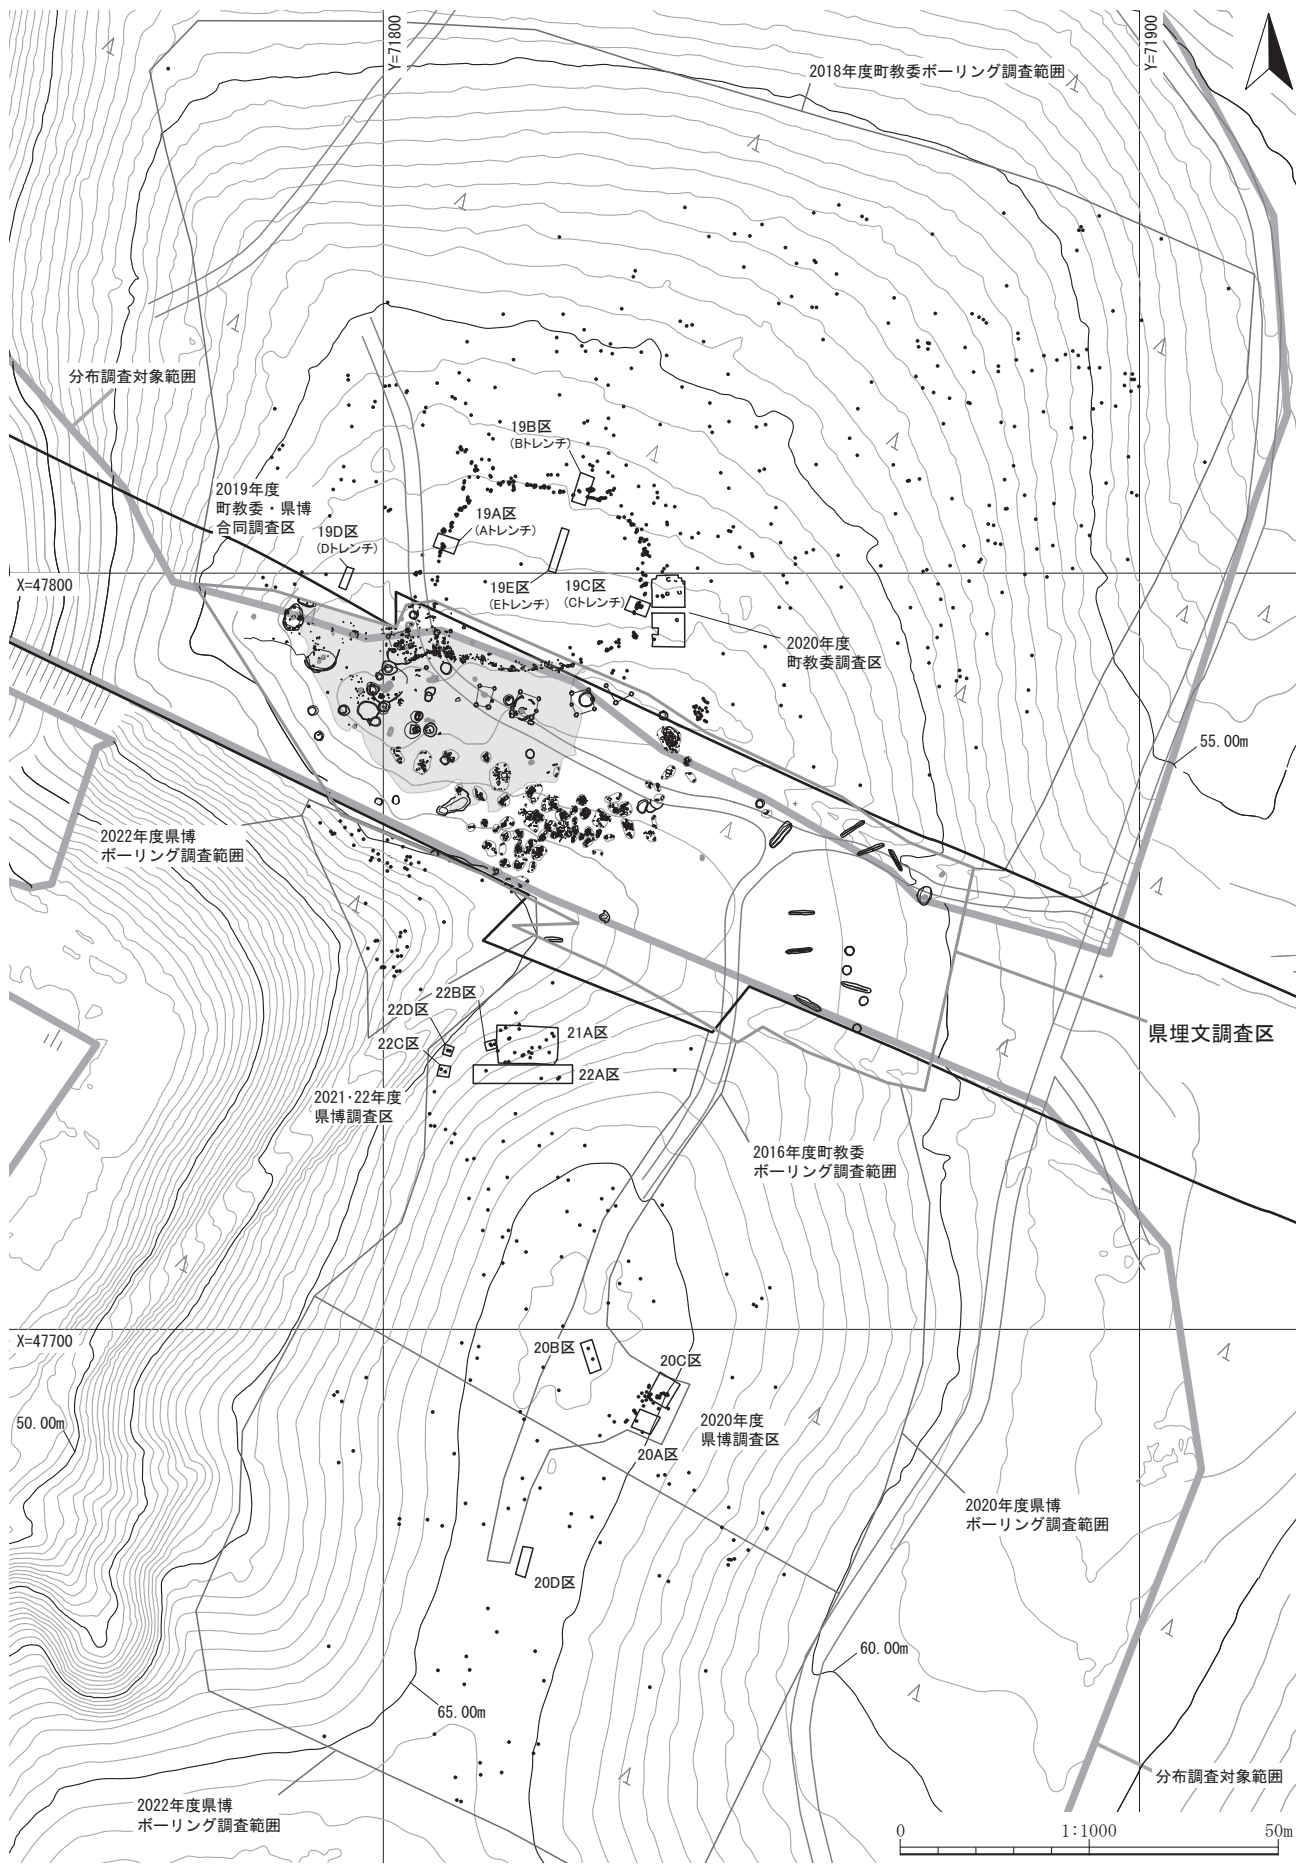 Y=71800
Y=71900
2018年度町教委ボーリング調査範囲
分布調査対象範囲
19B区
(Bトレンチ)
2019年度
町教委・県博
合同調査区
19A区
(Aトレンチ)
19D区
(Dトレンチ)
X=47800
19E区
(Eトレンチ)
19C区
(Cトレンチ)
2020年度
町教委調査区
55.00m
2022年度県博
ボーリング調査範囲
22B区
22D区
22C区
21A区
22A区
県埋文調査区
2021・22年度
県博調査区
2016年度町教委
ボーリング調査範囲
X=47700
20B区
20C区
50.00m
2020年度
県博調査区
20A区
2020年度県博
ボーリング調査範囲
20D区
60.00m
65.00m
分布調査対象範囲
2022年度県博
ボーリング調査範囲
0 1:1000 50m